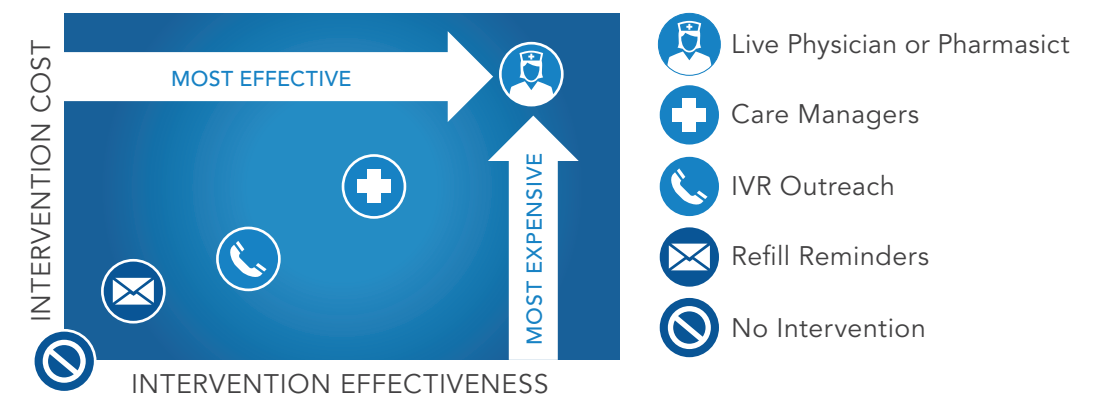 INTERVENTION COST
MOST EFFECTIVE
MOST EXPENSIVE
INTERVENTION EFFECTIVENESS
Live Physician or Pharmasict
Care Managers
IVR Outreach
Refill Reminders
No Intervention